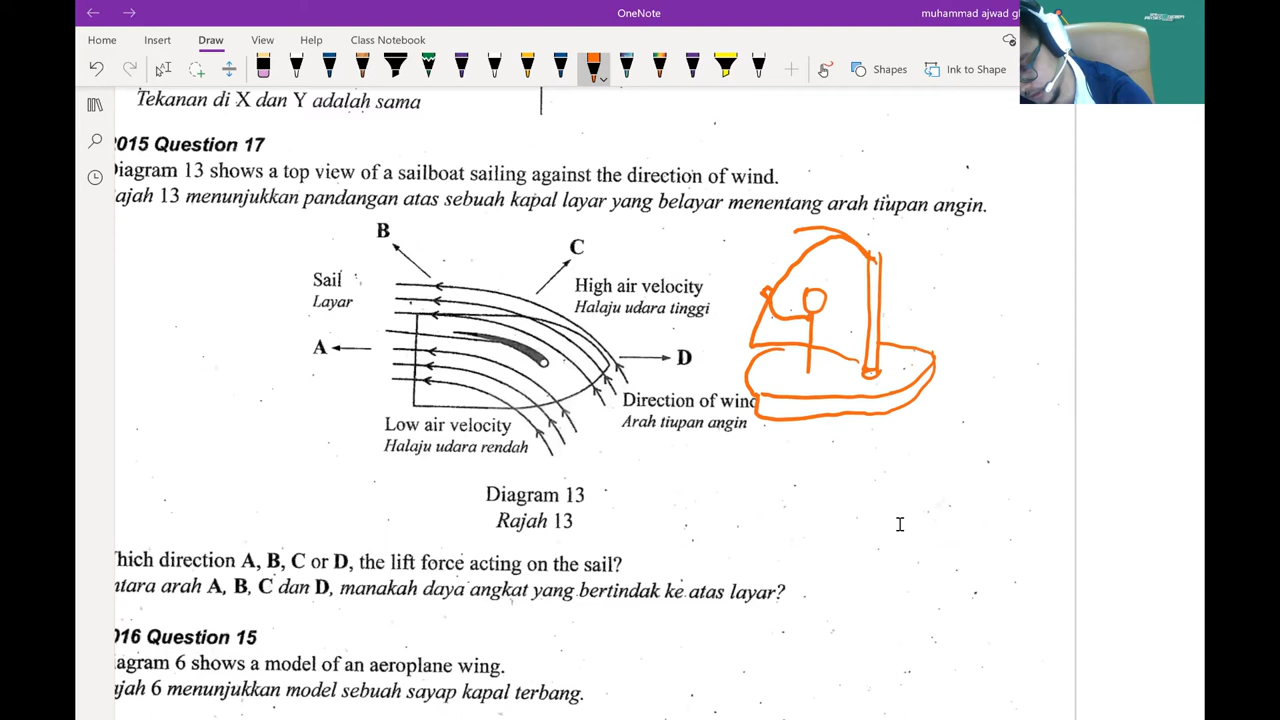 OneNote
muhammad ajwad gh
Home Insert Draw View Help Class Notebook
Shapes Ink to Shape
Tekanan di X dan Y adalah sama
2015 Question 17
Diagram 13 shows a top view of a sailboat sailing against the direction of wind.
ajah 13 menunjukkan pandangan atas sebuah kapal layar yang belayar menentang arah tiupan angin.
B
C
Sail
Layar
High air velocity
Halaju udara tinggi
A
D
Direction of wind
Arah tiupan angin
Low air velocity
Halaju udara rendah
Diagram 13
Rajah 13
hich direction A, B, C or D, the lift force acting on the sail?
ntara arah A, B, C dan D, manakah daya angkat yang bertindak ke atas layar?
016 Question 15
iagram 6 shows a model of an aeroplane wing.
ajah 6 menunjukkan model sebuah sayap kapal terbang.